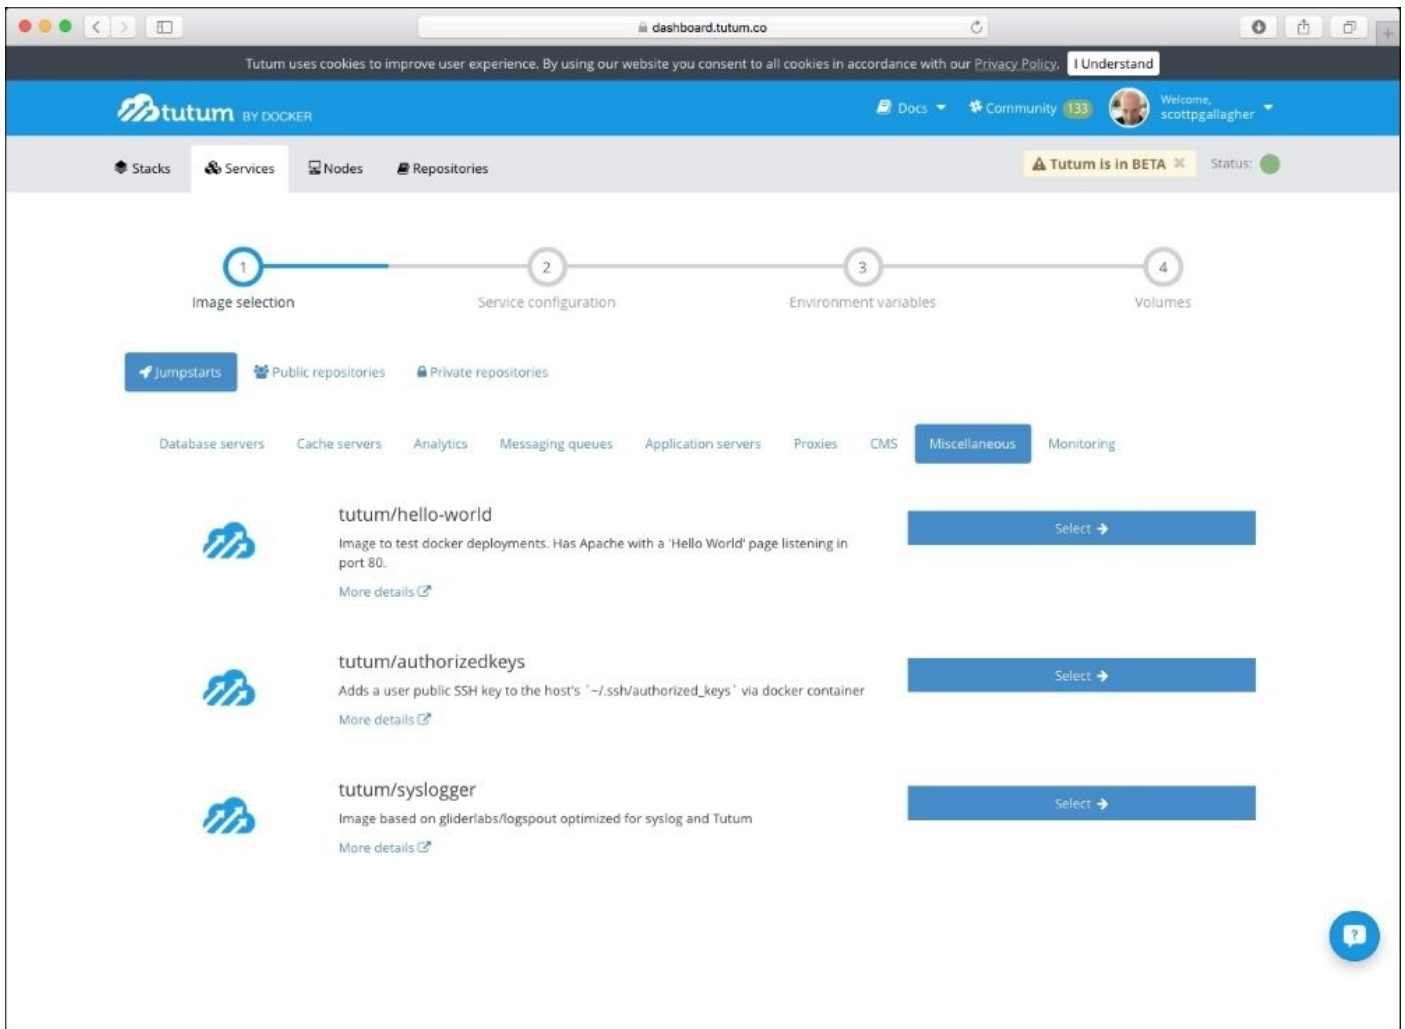 dashboard.tutum.co
Tutum uses cookies to improve user experience. By using our website you consent to all cookies in accordance with our Privacy Policy. I Understand
tutum BY DOCKER
Docs
Community 133
Welcome,
scottpgallagher
Stacks
Services
Nodes
Repositories
Tutum is in BETA
Status:
1
2
3
4
Image selection
Service configuration
Environment variables
Volumes
Jumpstarts
Public repositories
Private repositories
Database servers
Cache servers
Analytics
Messaging queues
Application servers
Proxies
CMS
Miscellaneous
Monitoring
tutum/hello-world
Image to test docker deployments. Has Apache with a 'Hello World' page listening in
port 80.
More details
Select
tutum/authorizedkeys
Adds a user public SSH key to the host's `~/.ssh/authorized_keys` via docker container
More details
Select
tutum/syslogger
Image based on gliderlabs/logspout optimized for syslog and Tutum
More details
Select